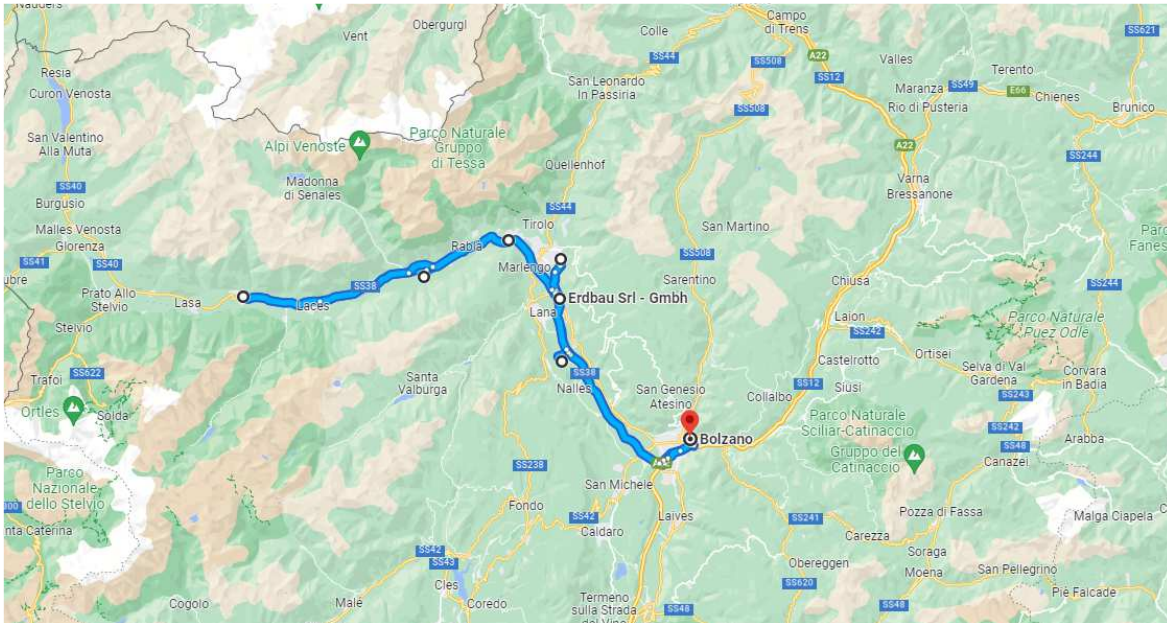 Nauders
Obergurgl
Vent
Campo
di Trens
Colle
SS44
A22
SS621
Resia
Curon Venosta
SS508
SS12
Valles
Terento
San Leonardo
In Passiria
Maranza
SS49
E66
Chienes
Rio di Pusteria
Brunico
SS508
San Valentino
Alla Muta
Alpi Venoste
Parco Naturale
Gruppo
di Tessa
A22
SS244
Quellenhof
Madonna
di Senales
Varna
Bressanone
SS40
Burgusio
SS44
Tirolo
San Martino
Malles Venosta
Glorenza
Rabla
Parc
Fanes
SS41
SS40
Marlengo
SS508
Sarentino
Chiusa
SS244
Prato Allo
Stelvio
Lasa
SS38
Laces
Erdbau Srl - Gmbh
Lana
Laion
SS242
Parco Naturale
Puez Odle
Stelvio
Ortisei
Castelrotto
Selva di Val
Gardena
Corvara
in Badia
Trafoi
SS622
Santa
Valburga
SS38
Nalles
San Genesio
Atesino
SS12
Siusi
Collalbo
SS243
Ortles
Solda
Parco Naturale
Sciliar-Catinaccio
SS242
SS48
Arabba
Bolzano
Gruppo del
Catinaccio
Canazei
Parco
Nazionale
dello Stelvio
SS238
San Michele
Fondo
Laives
Pozza di Fassa
Malga Ciapela
SS42
Caldaro
SS241
Carezza
Soraga
SS42
SS43
Obereggen
Moena
San Pellegrino
Cles
SS620
Cogolo
Malé
Coredo
Termeno
sulla Strada
del Vino
SS48
SS48
Piè Falcade